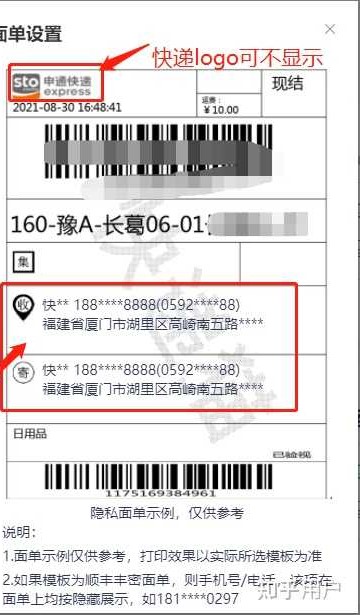 面单设置
×
快递logo可不显示
sto 申通快递
express
现结
2021-08-30 16:48:41
运费:
¥ 10.00
160-豫A-长葛06-01
集
收
快** 188****8888(0592****88)
福建省厦门市湖里区高崎南五路****
寄
快** 188****8888(0592****88)
福建省厦门市湖里区高崎南五路****
日用品
已验视
1175169384961
隐私面单示例，仅供参考
说明：
1.面单示例仅供参考，打印效果以实际所选模板为准
2.如果模板为顺丰丰密面单，则手机号/电话，该项在
面单上均按隐藏展示，如181****0297
知乎用户